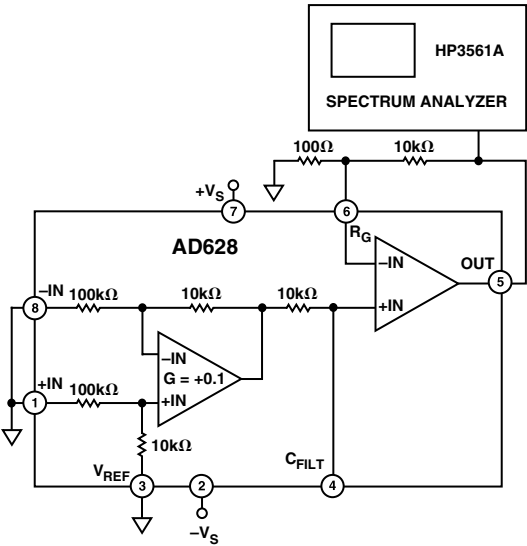 HP3561A
SPECTRUM ANALYZER
100Ω
10kΩ
+VS
7
6
RG
AD628
–IN
OUT
5
+IN
–IN
8
100kΩ
10kΩ
10kΩ
–IN
G = +0.1
+IN
+IN
1
100kΩ
10kΩ
VREF
3
2
–VS
CFILT
4